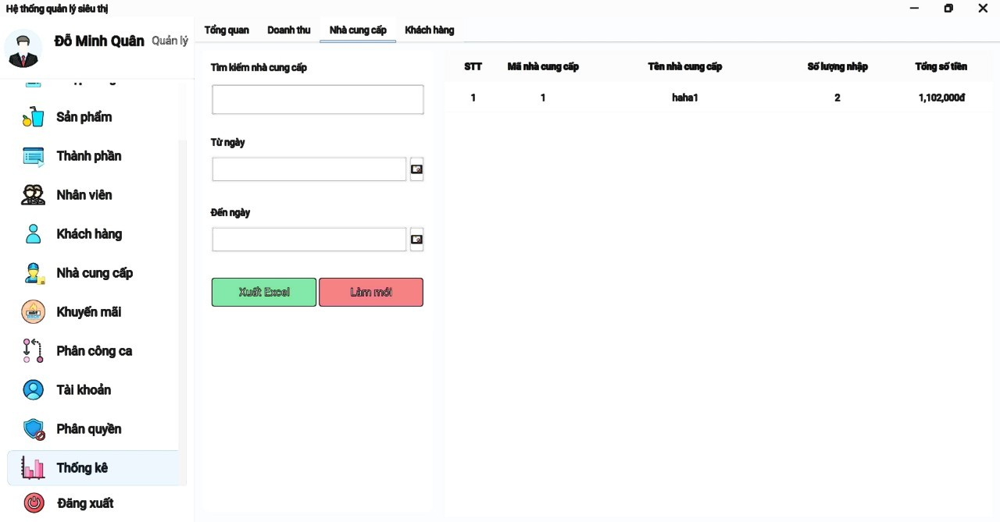 Hệ thống quản lý siêu thị
Đỗ Minh Quân Quản lý
Sản phẩm
Thành phần
Nhân viên
Khách hàng
Nhà cung cấp
Khuyến mãi
Phân công ca
Tài khoản
Phân quyền
Thống kê
Đăng xuất
Tổng quan Doanh thu Nhà cung cấp Khách hàng
Tìm kiếm nhà cung cấp
Từ ngày
Đến ngày
Xuất Excel Làm mới
STT Mã nhà cung cấp Tên nhà cung cấp Số lượng nhập Tổng số tiền
1 1 haha1 2 1,102,000đ